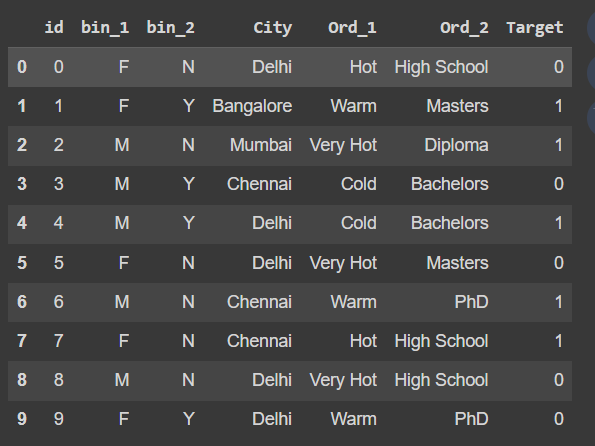 id bin_1 bin_2 City Ord_1 Ord_2 Target
0 0 F N Delhi Hot High School 0
1 1 F Y Bangalore Warm Masters 1
2 2 M N Mumbai Very Hot Diploma 1
3 3 M Y Chennai Cold Bachelors 0
4 4 M Y Delhi Cold Bachelors 1
5 5 F N Delhi Very Hot Masters 0
6 6 M N Chennai Warm PhD 1
7 7 F N Chennai Hot High School 1
8 8 M N Delhi Very Hot High School 0
9 9 F Y Delhi Warm PhD 0